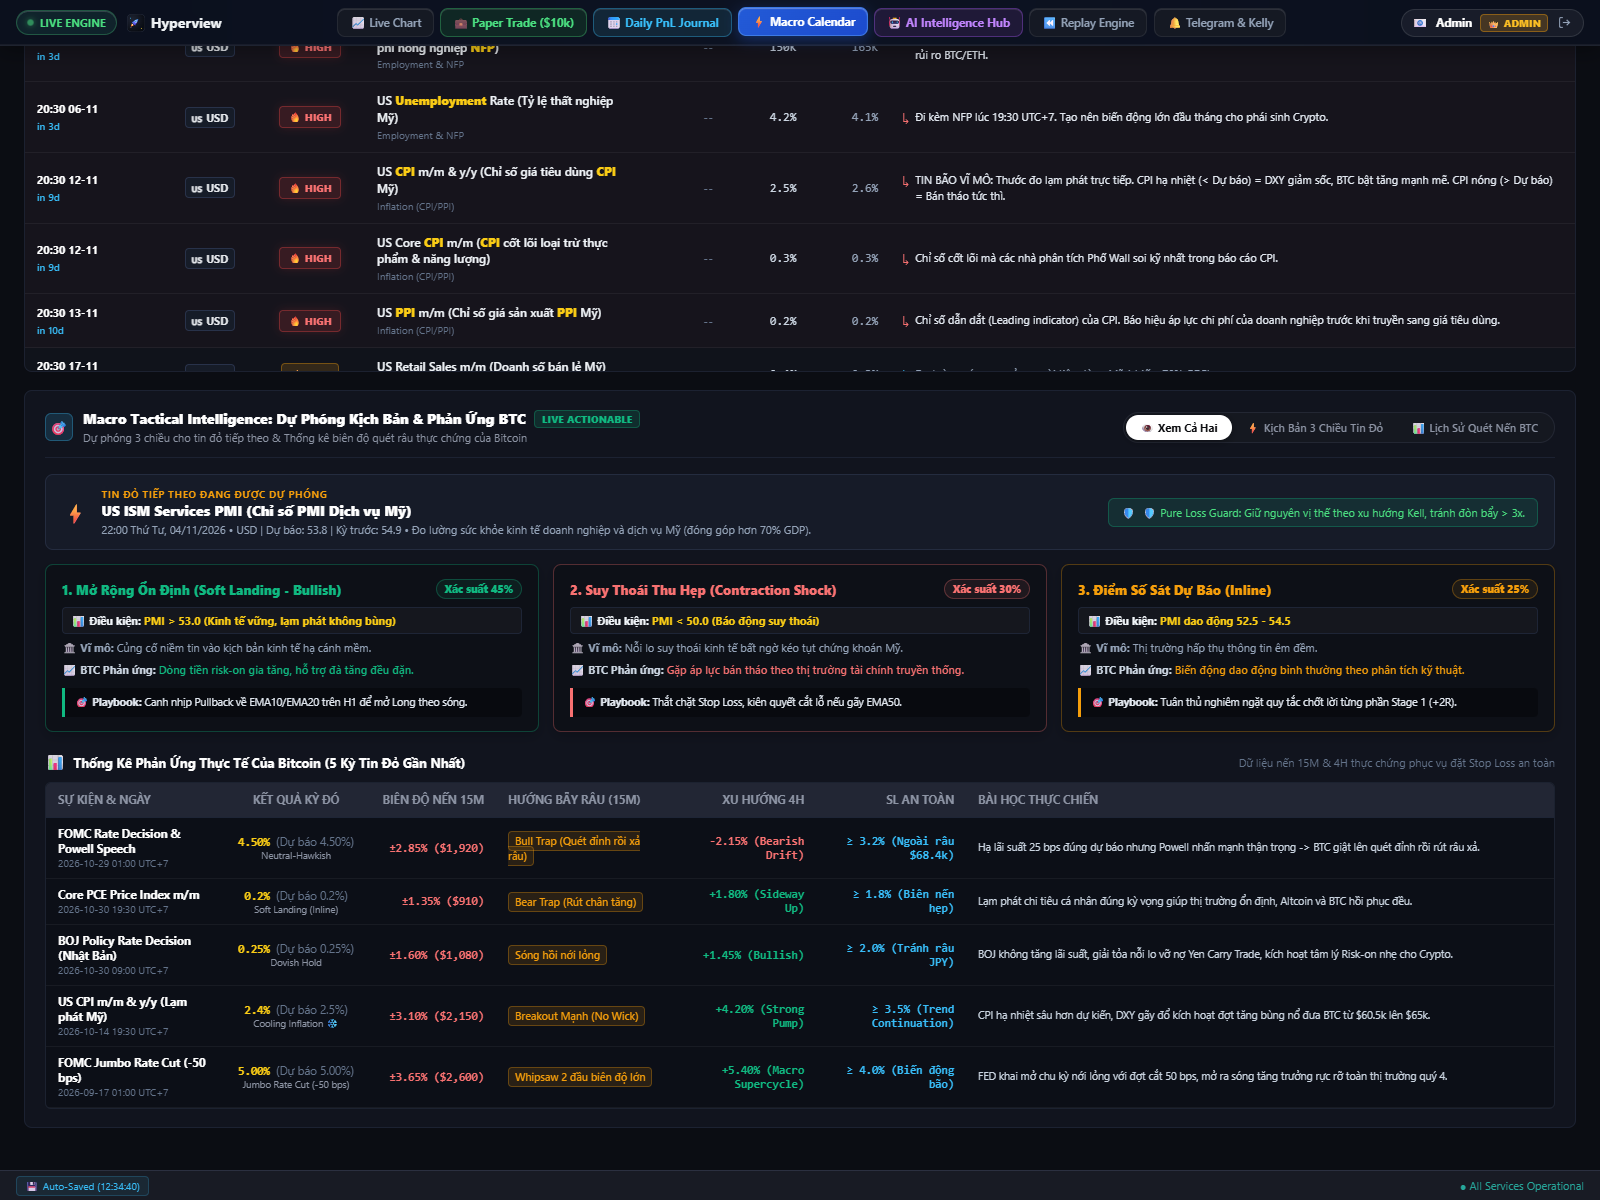 LIVE ENGINE
Hyperview
Live Chart
Paper Trade ($10k)
Daily PnL Journal
Macro Calendar
AI Intelligence Hub
Replay Engine
Telegram & Kelly
Admin
ADMIN
in 3d
us USD
HIGH
phi nông nghiệp NFP)
Employment & NFP
--
150K
165K
rủi ro BTC/ETH.
20:30 06-11
in 3d
us USD
HIGH
US Unemployment Rate (Tỷ lệ thất nghiệp
Mỹ)
Employment & NFP
--
4.2%
4.1%
Đi kèm NFP lúc 19:30 UTC+7. Tạo nên biến động lớn đầu tháng cho phái sinh Crypto.
20:30 12-11
in 9d
us USD
HIGH
US CPI m/m & y/y (Chỉ số giá tiêu dùng CPI
Mỹ)
Inflation (CPI/PPI)
--
2.5%
2.6%
TIN BÃO VĨ MÔ: Thước đo lạm phát trực tiếp. CPI hạ nhiệt (< Dự báo) = DXY giảm sốc, BTC bật tăng mạnh mẽ. CPI nóng (> Dự báo)
= Bán tháo tức thì.
20:30 12-11
in 9d
us USD
HIGH
US Core CPI m/m (CPI cốt lõi loại trừ thực
phẩm & năng lượng)
Inflation (CPI/PPI)
--
0.3%
0.3%
Chỉ số cốt lõi mà các nhà phân tích Phố Wall soi kỹ nhất trong báo cáo CPI.
20:30 13-11
in 10d
us USD
HIGH
US PPI m/m (Chỉ số giá sản xuất PPI Mỹ)
Inflation (CPI/PPI)
--
0.2%
0.2%
Chỉ số dẫn dắt (Leading indicator) của CPI. Báo hiệu áp lực chi phí của doanh nghiệp trước khi truyền sang giá tiêu dùng.
20:30 17-11
US Retail Sales m/m (Doanh số bán lẻ Mỹ)
Macro Tactical Intelligence: Dự Phóng Kịch Bản & Phản Ứng BTC
LIVE ACTIONABLE
Dự phóng 3 chiều cho tin đỏ tiếp theo & Thống kê biên độ quét râu thực chứng của Bitcoin
Xem Cả Hai
Kịch Bản 3 Chiều Tin Đỏ
Lịch Sử Quét Nến BTC
TIN ĐỎ TIẾP THEO ĐANG ĐƯỢC DỰ PHÓNG
US ISM Services PMI (Chỉ số PMI Dịch vụ Mỹ)
22:00 Thứ Tư, 04/11/2026 • USD | Dự báo: 53.8 | Kỳ trước: 54.9 • Đo lường sức khỏe kinh tế doanh nghiệp và dịch vụ Mỹ (đóng góp hơn 70% GDP).
Pure Loss Guard: Giữ nguyên vị thế theo xu hướng Kell, tránh đòn bẩy > 3x.
1. Mở Rộng Ổn Định (Soft Landing - Bullish)
Xác suất 45%
Điều kiện: PMI > 53.0 (Kinh tế vững, lạm phát không bùng)
Vĩ mô: Củng cố niềm tin vào kịch bản kinh tế hạ cánh mềm.
BTC Phản ứng: Dòng tiền risk-on gia tăng, hỗ trợ đà tăng đều đặn.
Playbook: Canh nhịp Pullback về EMA10/EMA20 trên H1 để mở Long theo sóng.
2. Suy Thoái Thu Hẹp (Contraction Shock)
Xác suất 30%
Điều kiện: PMI < 50.0 (Báo động suy thoái)
Vĩ mô: Nỗi lo suy thoái kinh tế bất ngờ kéo tụt chứng khoán Mỹ.
BTC Phản ứng: Gặp áp lực bán tháo theo thị trường tài chính truyền thống.
Playbook: Thắt chặt Stop Loss, kiên quyết cắt lỗ nếu gãy EMA50.
3. Điểm Số Sát Dự Báo (Inline)
Xác suất 25%
Điều kiện: PMI dao động 52.5 - 54.5
Vĩ mô: Thị trường hấp thụ thông tin êm đềm.
BTC Phản ứng: Biến động dao động bình thường theo phân tích kỹ thuật.
Playbook: Tuân thủ nghiêm ngặt quy tắc chốt lời từng phần Stage 1 (+2R).
Thống Kê Phản Ứng Thực Tế Của Bitcoin (5 Kỳ Tin Đỏ Gần Nhất)
Dữ liệu nến 15M & 4H thực chứng phục vụ đặt Stop Loss an toàn
SỰ KIỆN & NGÀY
KẾT QUẢ KỲ ĐÓ
BIÊN ĐỘ NẾN 15M
HƯỚNG BẪY RÂU (15M)
XU HƯỚNG 4H
SL AN TOÀN
BÀI HỌC THỰC CHIẾN
FOMC Rate Decision &
Powell Speech
2026-10-29 01:00 UTC+7
4.50% (Dự báo 4.50%)
Neutral-Hawkish
±2.85% ($1,920)
Bull Trap (Quét đỉnh rồi xả
râu)
-2.15% (Bearish
Drift)
≥ 3.2% (Ngoài râu
$68.4k)
Hạ lãi suất 25 bps đúng dự báo nhưng Powell nhấn mạnh thận trọng -> BTC giật lên quét đỉnh rồi rút râu xả.
Core PCE Price Index m/m
2026-10-30 19:30 UTC+7
0.2% (Dự báo 0.2%)
Soft Landing (Inline)
±1.35% ($910)
Bear Trap (Rút chân tăng)
+1.80% (Sideway
Up)
≥ 1.8% (Biên nến
hẹp)
Lạm phát chi tiêu cá nhân đúng kỳ vọng giúp thị trường ổn định, Altcoin và BTC hồi phục đều.
BOJ Policy Rate Decision
(Nhật Bản)
2026-10-30 09:00 UTC+7
0.25% (Dự báo 0.25%)
Dovish Hold
±1.60% ($1,080)
Sóng hồi nới lỏng
+1.45% (Bullish)
≥ 2.0% (Tránh râu
JPY)
BOJ không tăng lãi suất, giải tỏa nỗi lo vỡ nợ Yen Carry Trade, kích hoạt tâm lý Risk-on nhẹ cho Crypto.
US CPI m/m & y/y (Lạm
phát Mỹ)
2026-10-14 19:30 UTC+7
2.4% (Dự báo 2.5%)
Cooling Inflation
±3.10% ($2,150)
Breakout Mạnh (No Wick)
+4.20% (Strong
Pump)
≥ 3.5% (Trend
Continuation)
CPI hạ nhiệt sâu hơn dự kiến, DXY gãy đổ kích hoạt đợt tăng bùng nổ đưa BTC từ $60.5k lên $65k.
FOMC Jumbo Rate Cut (-50
bps)
2026-09-17 01:00 UTC+7
5.00% (Dự báo 5.00%)
Jumbo Rate Cut (-50 bps)
±3.65% ($2,600)
Whipsaw 2 đầu biên độ lớn
+5.40% (Macro
Supercycle)
≥ 4.0% (Biến động
bão)
FED khai mở chu kỳ nới lỏng với đợt cắt 50 bps, mở ra sóng tăng trưởng rực rỡ toàn thị trường quý 4.
Auto-Saved (12:34:40)
All Services Operational